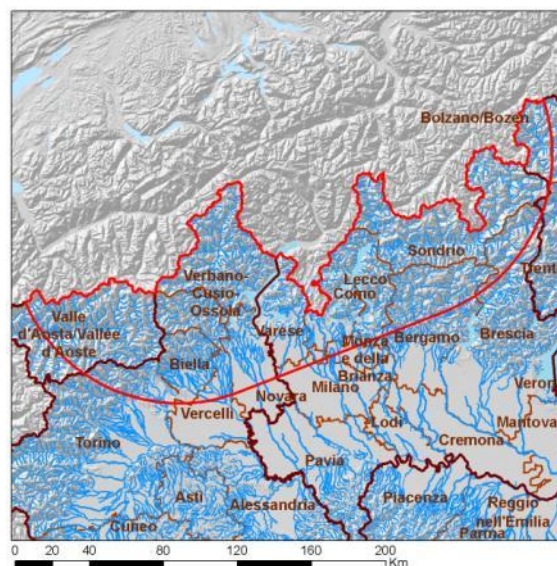 Bolzano/Bozen
Sondrio
Trent
Verbano-
Cusio-
Ossola
Lecco
Como
Valle
d'Aosta/Vallée
d'Aoste
Varese
Monza
e della
Brianza
Bergamo
Brescia
Biella
Novara
Milano
Veron
Vercelli
Lodi
Mantova
Cremona
Torino
Pavia
Asti
Alessandria
Piacenza
Reggio
nell'Emilia
Cuneo
Parma
0 20 40 80 120 160 200
Km